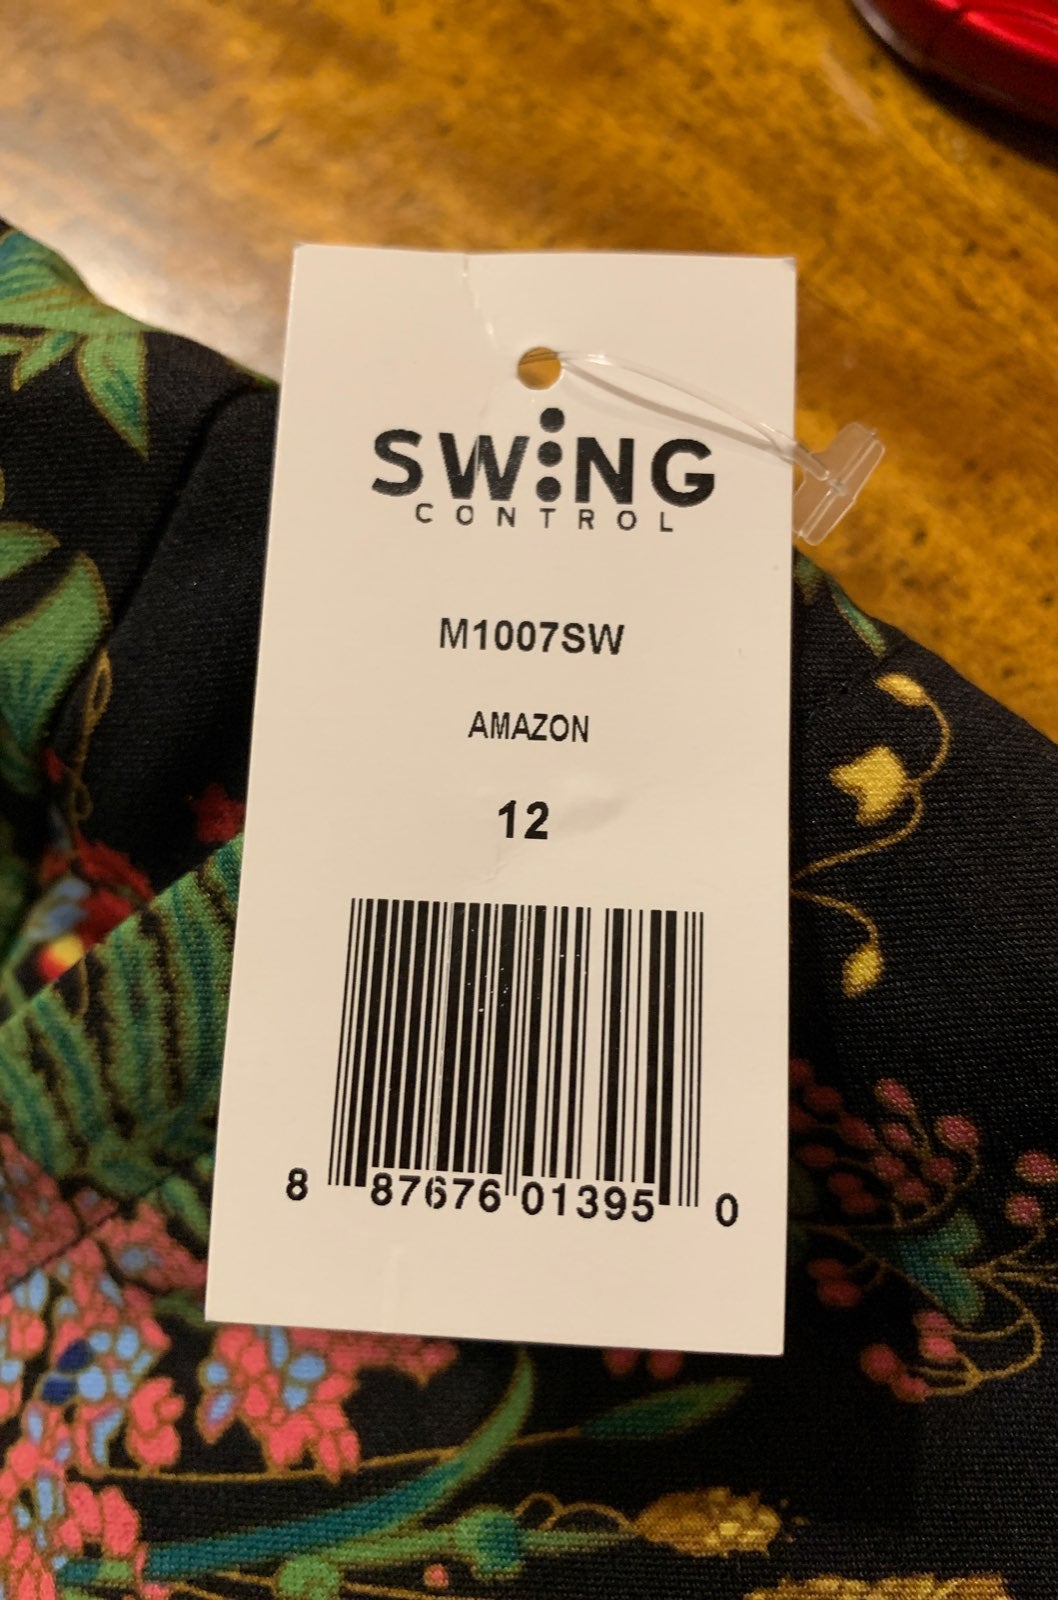 SWING
CONTROL
M1007SW
AMAZON
12
8 87676 01395 0